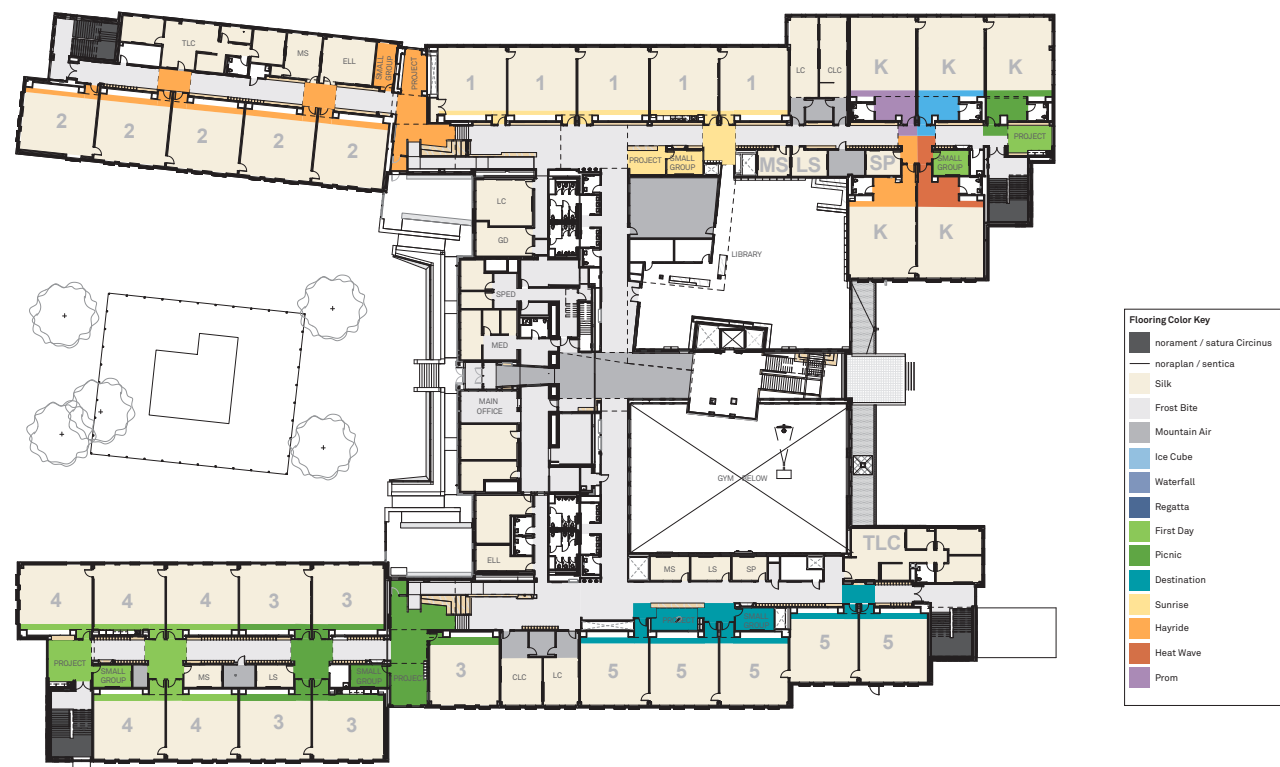 TLC
MS
ELL
SMALL
GROUP
PROJECT
2
2
2
2
2
1
1
1
1
1
LC
CLC
K
K
K
PROJECT
PROJECT
SMALL
GROUP
MS
LS
SP
SMALL
GROUP
K
K
LC
GD
LIBRARY
SPED
MED
MAIN
OFFICE
GYM BELOW
ELL
MS
LS
SP
TLC
4
4
4
3
3
PROJECT
SMALL
GROUP
MS
LS
SMALL
GROUP
PROJECT
4
4
3
3
3
CLC
LC
PROJECT
SMALL
GROUP
5
5
5
5
5
Flooring Color Key
norament / satura Circinus
noraplan / sentica
Silk
Frost Bite
Mountain Air
Ice Cube
Waterfall
Regatta
First Day
Picnic
Destination
Sunrise
Hayride
Heat Wave
Prom